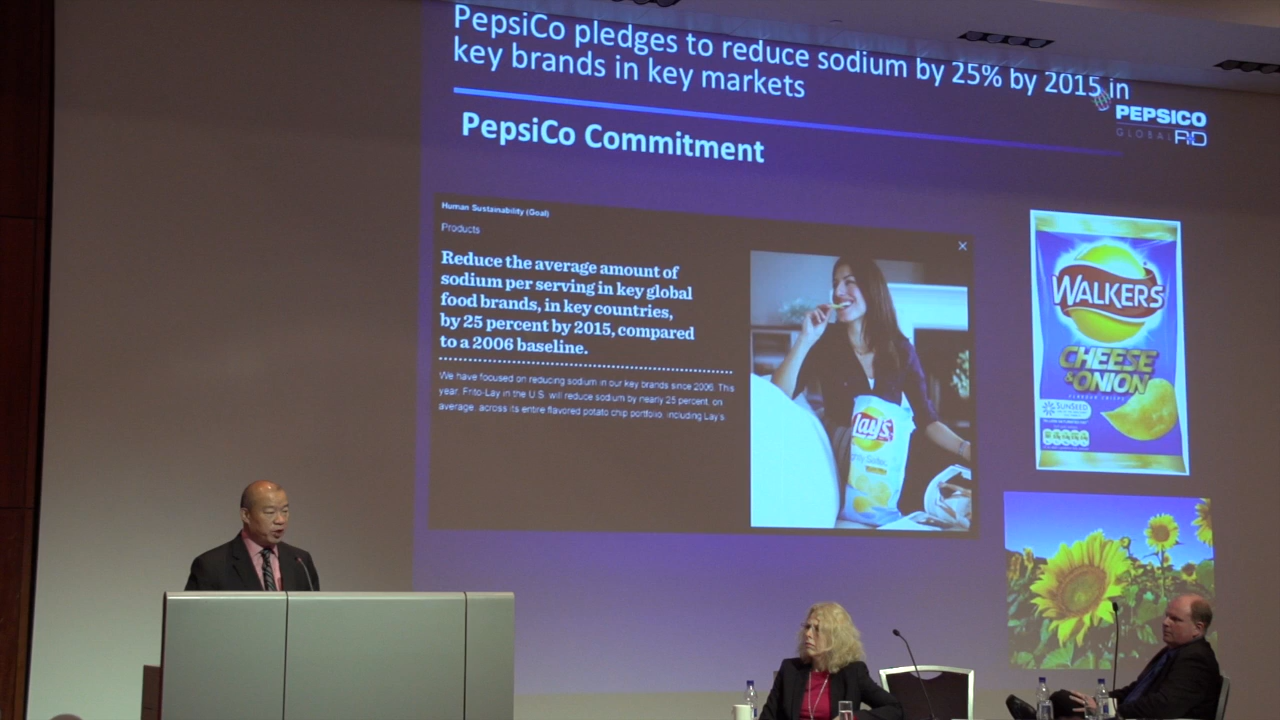 PepsiCo pledges to reduce sodium by 25% by 2015 in
key brands in key markets
PEPSICO
GLOBAL R&D
PepsiCo Commitment
Human Sustainability (Goal)
Products
Reduce the average amount of
sodium per serving in key global
food brands, in key countries,
by 25 percent by 2015, compared
to a 2006 baseline.
We have focused on reducing sodium in our key brands since 2006. This
year, Frito-Lay in the U.S. will reduce sodium by nearly 25 percent, on
average, across its entire flavored potato chip portfolio, including Lay's
Lay's
WALKERS
CHEESE
& ONION
SUNSEED